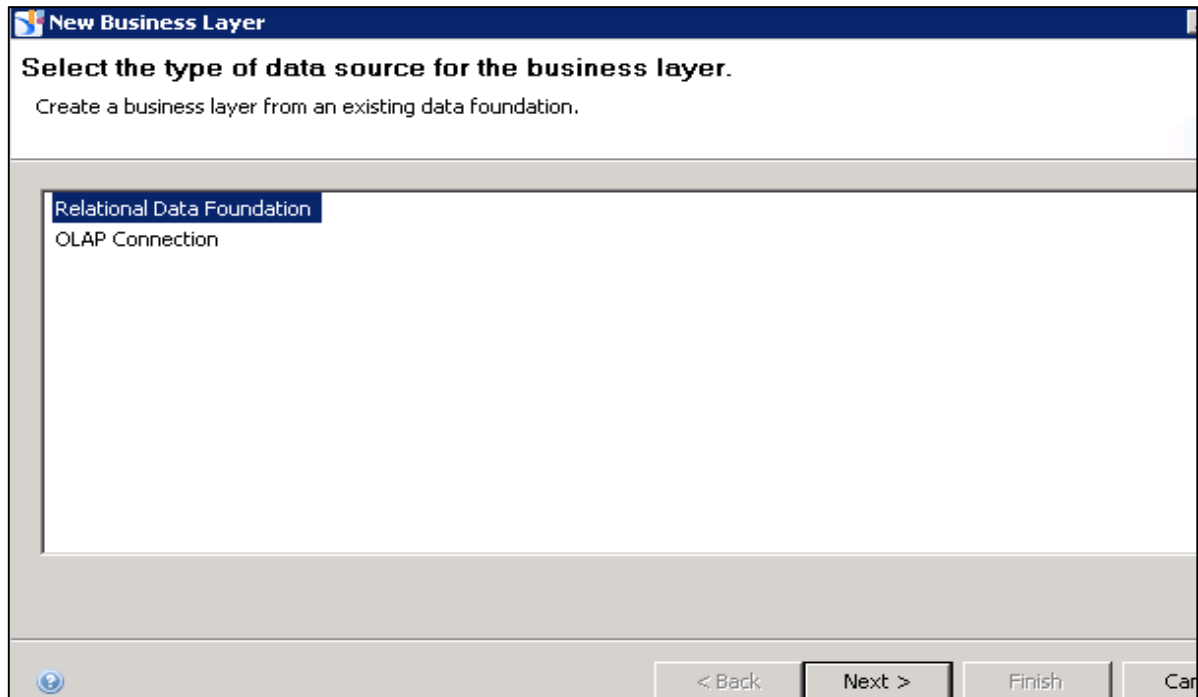 New Business Layer
Select the type of data source for the business layer.
Create a business layer from an existing data foundation.
Relational Data Foundation
OLAP Connection
< Back Next > Finish Can